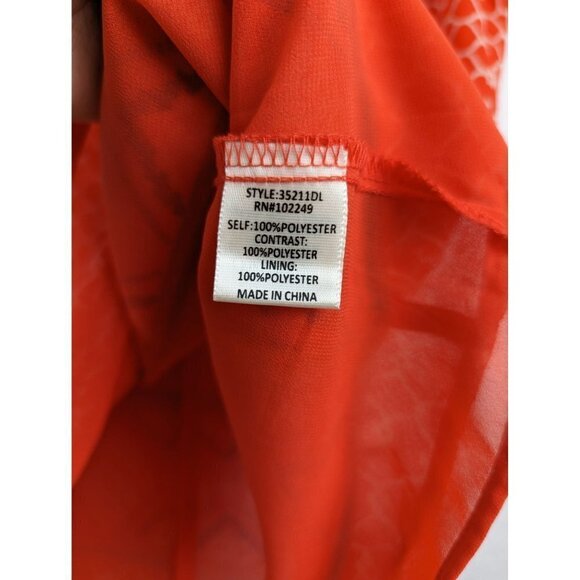 STYLE:35211DL
RN#102249
SELF:100%POLYESTER
CONTRAST:
100%POLYESTER
LINING:
100%POLYESTER
MADE IN CHINA